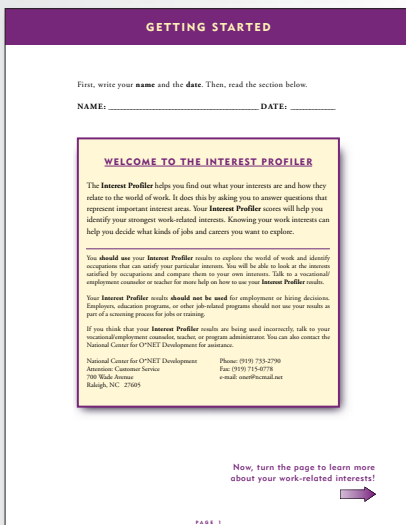 GETTING STARTED
First, write your name and the date. Then, read the section below.
NAME: ______________________________ DATE: __________
WELCOME TO THE INTEREST PROFILER
The Interest Profiler helps you find out what your interests are and how they
relate to the world of work. It does this by asking you to answer questions that
represent important interest areas. Your Interest Profiler scores will help you
identify your strongest work-related interests. Knowing your work interests can
help you decide what kinds of jobs and careers you want to explore.
You should use your Interest Profiler results to explore the world of work and identify
occupations that can satisfy your particular interests. You will be able to look at the interests
satisfied by occupations and compare them to your own interests. Talk to a vocational/
employment counselor or teacher for more help on how to use your Interest Profiler results.
Your Interest Profiler results should not be used for employment or hiring decisions.
Employers, education programs, or other job-related programs should not use your results as
part of a screening process for jobs or training.
If you think that your Interest Profiler results are being used incorrectly, talk to your
vocational/employment counselor, teacher, or program administrator. You can also contact the
National Center for O*NET Development for assistance.
National Center for O*NET Development Phone: (919) 733-2790
Attention: Customer Service Fax: (919) 715-0778
700 Wade Avenue e-mail: onet@ncmail.net
Raleigh, NC 27605
Now, turn the page to learn more
about your work-related interests!
PAGE 1